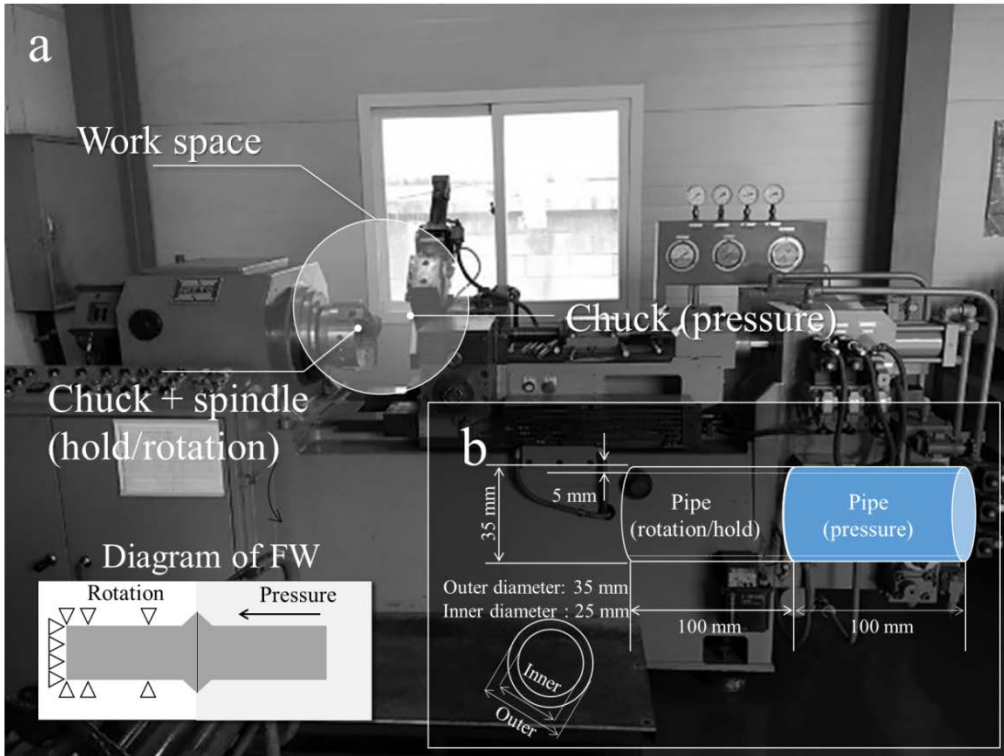 a
Work space
Chuck (pressure)
Chuck + spindle
(hold/rotation)
Diagram of FW
Rotation
Pressure
b
5 mm
35 mm
Pipe
(rotation/hold)
Pipe
(pressure)
Outer diameter: 35 mm
Inner diameter : 25 mm
100 mm
100 mm
Inner
Outer